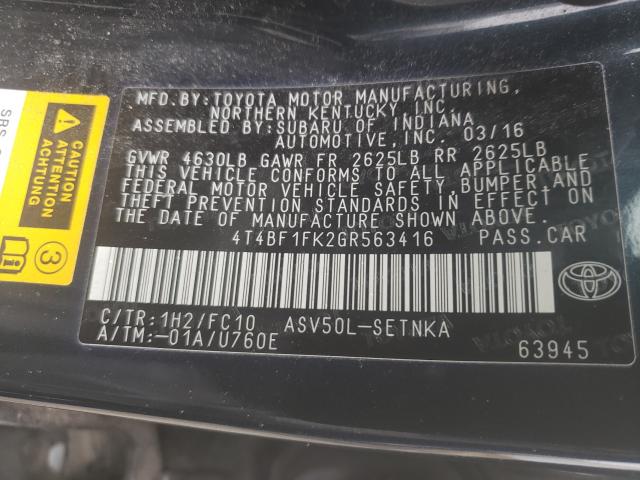 MFD.BY:TOYOTA MOTOR MANUFACTURING,
NORTHERN KENTUCKY, INC.
ASSEMBLED BY:SUBARU OF INDIANA
AUTOMOTIVE, INC. 03/16
GVWR 4630LB GAWR FR 2625LB RR 2625LB
THIS VEHICLE CONFORMS TO ALL APPLICABLE
FEDERAL MOTOR VEHICLE SAFETY,BUMPER,AND
THEFT PREVENTION STANDARDS IN EFFECT ON
THE DATE OF MANUFACTURE SHOWN ABOVE.
4T4BF1FK2GR563416 PASS.CAR
C/TR:1H2/FC10 ASV50L-SETNKA
A/TM:-01A/U760E
63945
CAUTION
ATTENTION
ACHTUNG
3
SRS